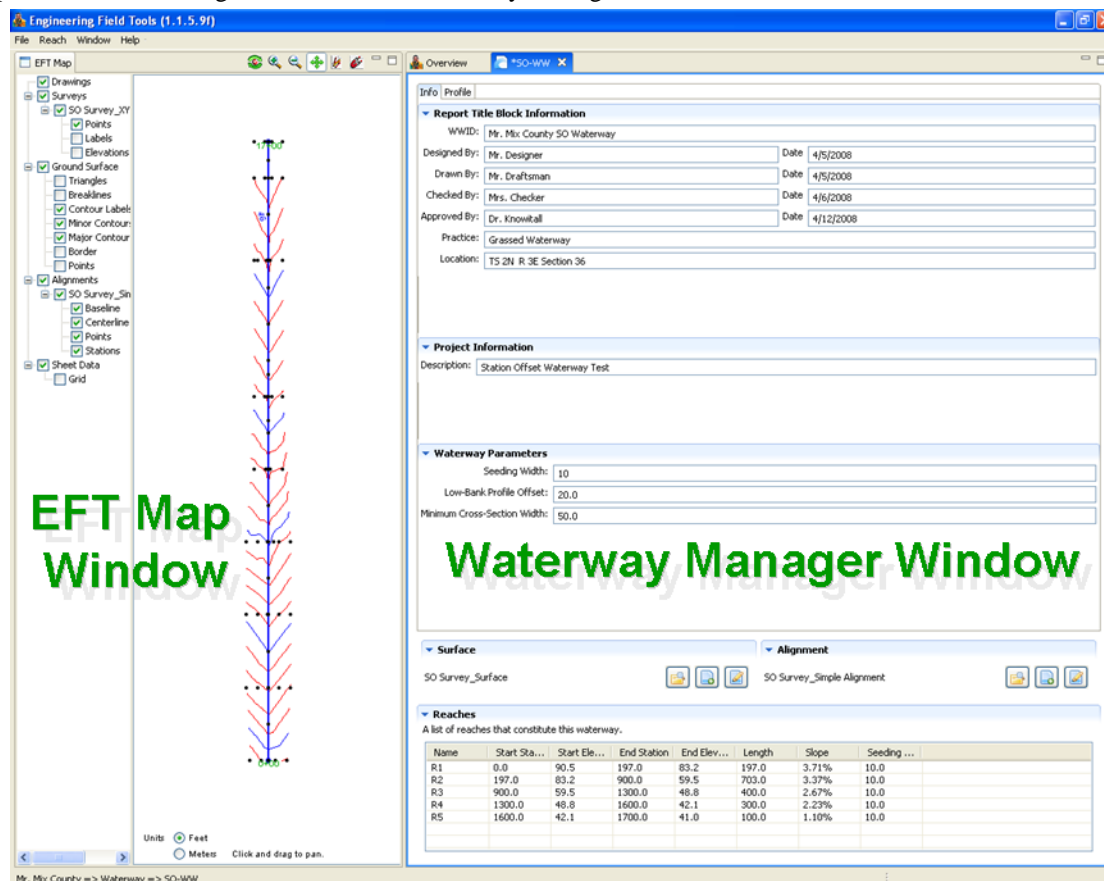 Engineering Field Tools (1.1.5.9f)
File Reach Window Help
EFT Map
Drawings
Surveys
SO Survey_XY
Points
Labels
Elevations
Ground Surface
Triangles
Breaklines
Contour Labels
Minor Contour
Major Contour
Border
Points
Alignments
SO Survey_Sin
Baseline
Centerline
Points
Stations
Sheet Data
Grid
EFT Map
Window
Units Feet
Meters Click and drag to pan.
Overview *SO-WW
Info Profile
Report Title Block Information
WWID: Mr. Mix County SO Waterway
Designed By: Mr. Designer Date 4/5/2008
Drawn By: Mr. Draftsman Date 4/5/2008
Checked By: Mrs. Checker Date 4/6/2008
Approved By: Dr. Knowitall Date 4/12/2008
Practice: Grassed Waterway
Location: TS 2N R 3E Section 36
Project Information
Description: Station Offset Waterway Test
Waterway Parameters
Seeding Width: 10
Low-Bank Profile Offset: 20.0
Minimum Cross-Section Width: 50.0
Waterway Manager Window
Surface Alignment
SO Survey_Surface SO Survey_Simple Alignment
Reaches
A list of reaches that constitute this waterway.
Name Start Sta... Start Ele... End Station End Elev... Length Slope Seeding ...
R1 0.0 90.5 197.0 83.2 197.0 3.71% 10.0
R2 197.0 83.2 900.0 59.5 703.0 3.37% 10.0
R3 900.0 59.5 1300.0 48.8 400.0 2.67% 10.0
R4 1300.0 48.8 1600.0 42.1 300.0 2.23% 10.0
R5 1600.0 42.1 1700.0 41.0 100.0 1.10% 10.0
Mr. Mix County => Waterway => SO-WW